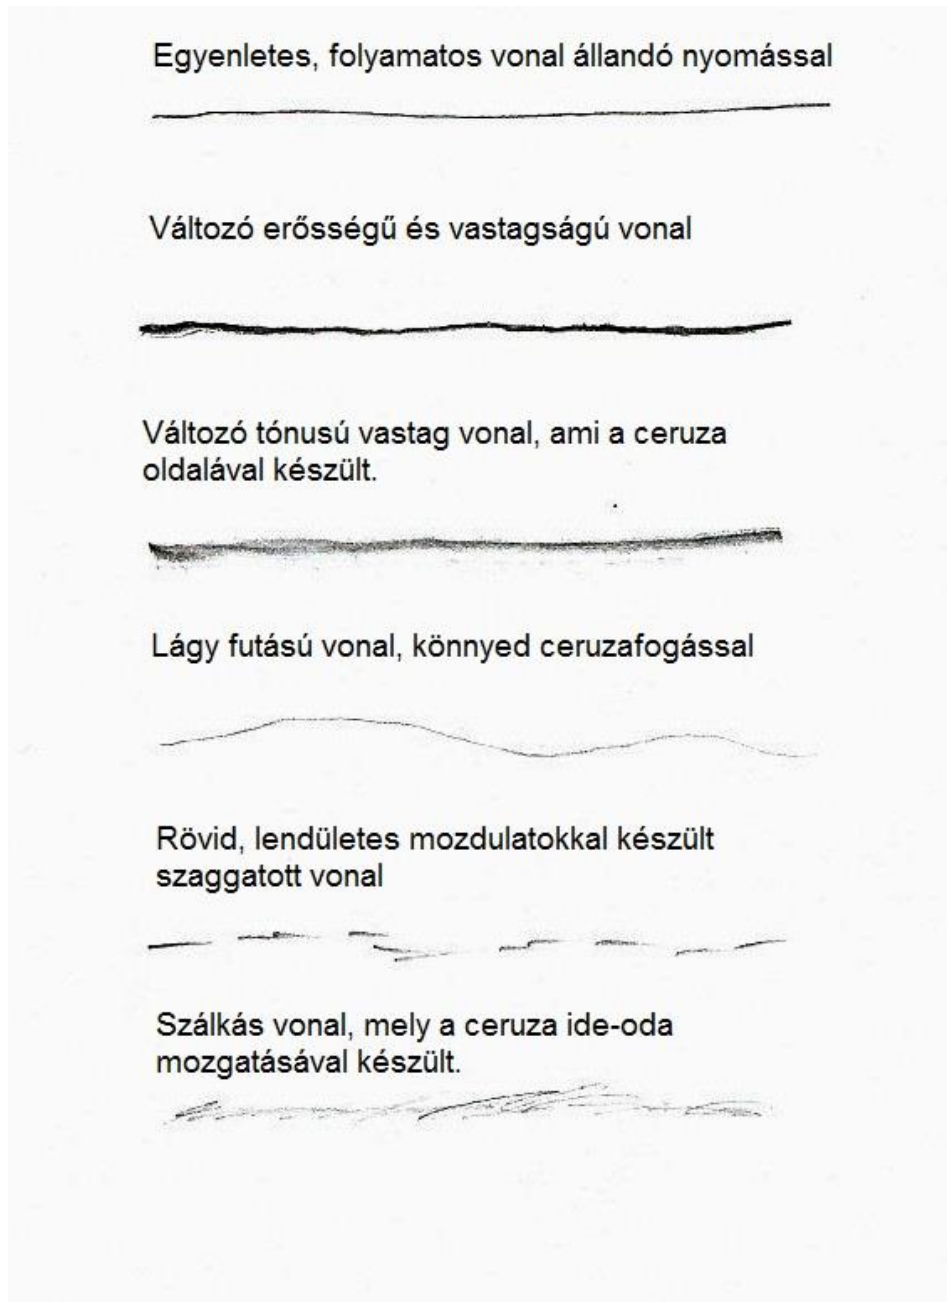 Egyenletes, folyamatos vonal állandó nyomással
Változó erősségű és vastagságú vonal
Változó tónusú vastag vonal, ami a ceruza
oldalával készült.
Lágy futású vonal, könnyed ceruzafogással
Rövid, lendületes mozdulatokkal készült
szaggatott vonal
Szálkás vonal, mely a ceruza ide-oda
mozgatásával készült.